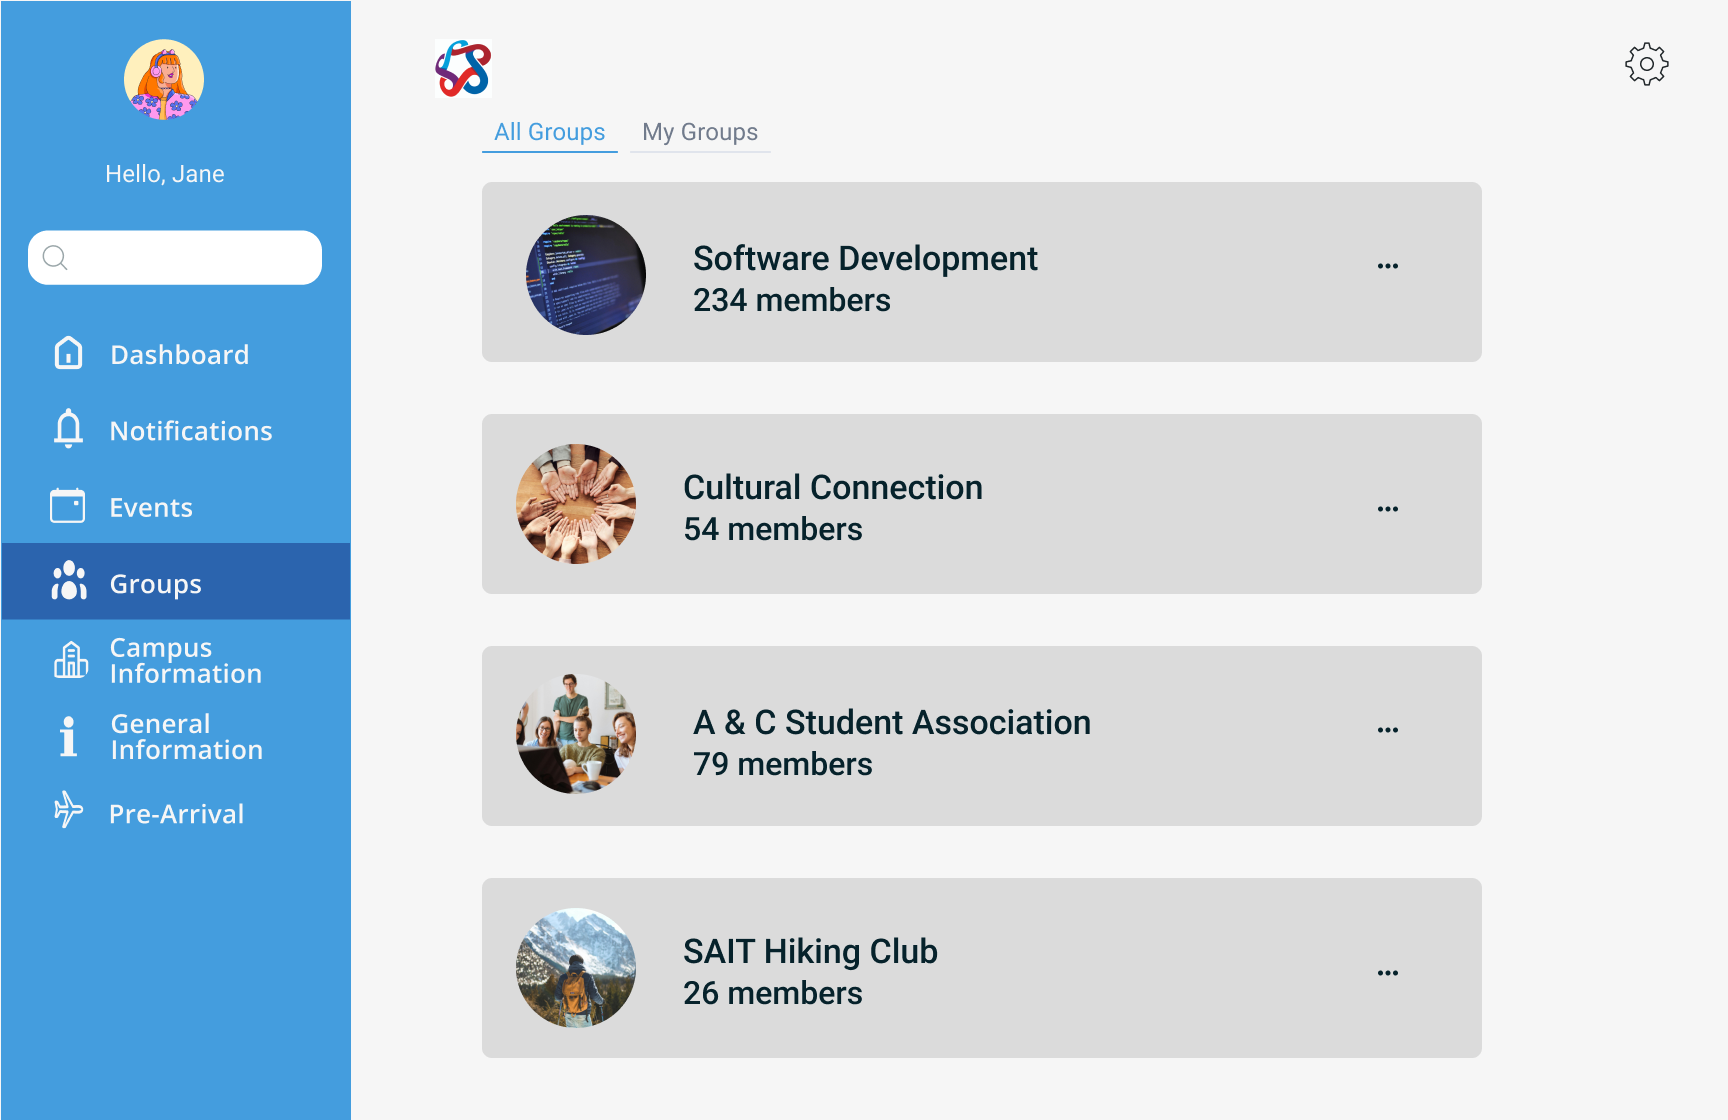 Hello, Jane
Dashboard
Notifications
Events
Groups
Campus
Information
General
Information
Pre-Arrival
All Groups
My Groups
Software Development
234 members
Cultural Connection
54 members
A & C Student Association
79 members
SAIT Hiking Club
26 members